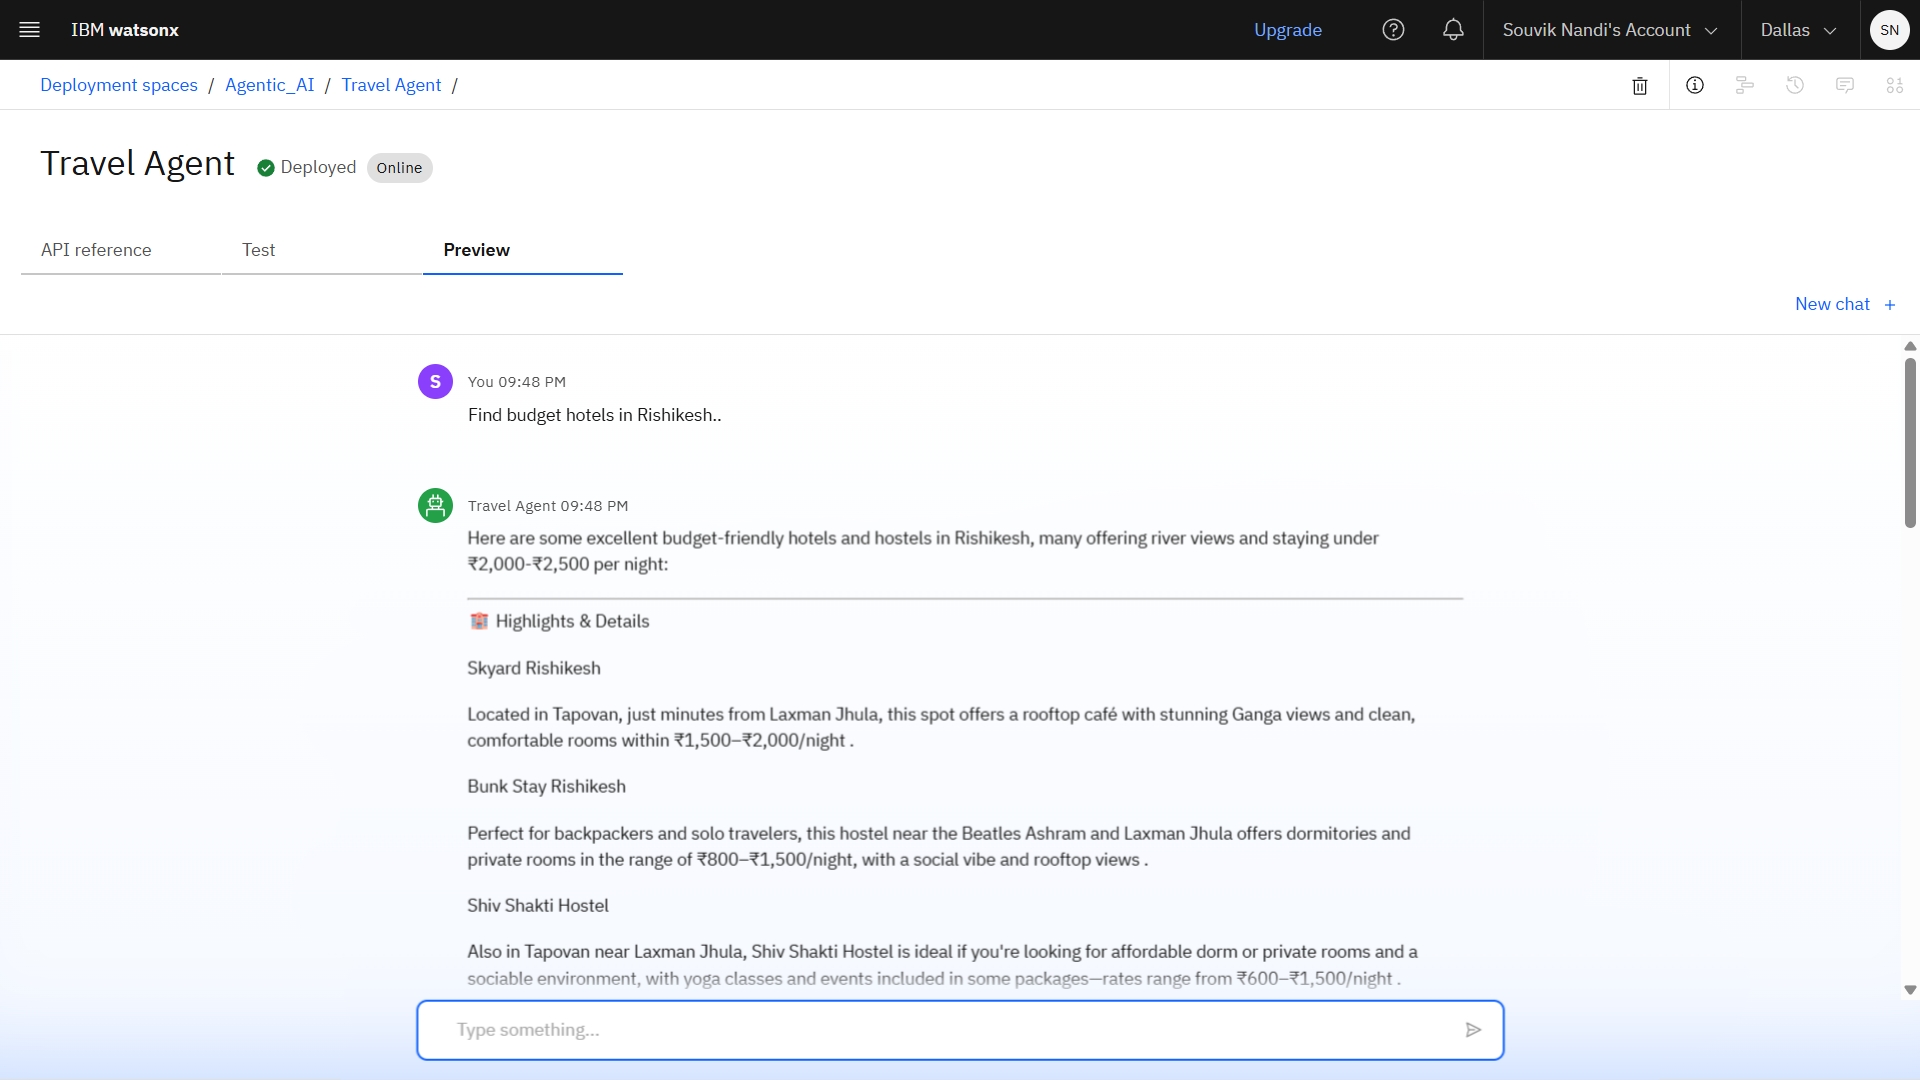 IBM watsonx
Upgrade
Souvik Nandi's Account
Dallas
SN
Deployment spaces / Agentic_AI / Travel Agent /
Travel Agent
Deployed
Online
API reference
Test
Preview
New chat +
S
You 09:48 PM
Find budget hotels in Rishikesh..
Travel Agent 09:48 PM
Here are some excellent budget-friendly hotels and hostels in Rishikesh, many offering river views and staying under
₹2,000-₹2,500 per night:
🏨 Highlights & Details
Skyard Rishikesh
Located in Tapovan, just minutes from Laxman Jhula, this spot offers a rooftop café with stunning Ganga views and clean,
comfortable rooms within ₹1,500–₹2,000/night .
Bunk Stay Rishikesh
Perfect for backpackers and solo travelers, this hostel near the Beatles Ashram and Laxman Jhula offers dormitories and
private rooms in the range of ₹800–₹1,500/night, with a social vibe and rooftop views .
Shiv Shakti Hostel
Also in Tapovan near Laxman Jhula, Shiv Shakti Hostel is ideal if you're looking for affordable dorm or private rooms and a
sociable environment, with yoga classes and events included in some packages—rates range from ₹600–₹1,500/night .
Type something...